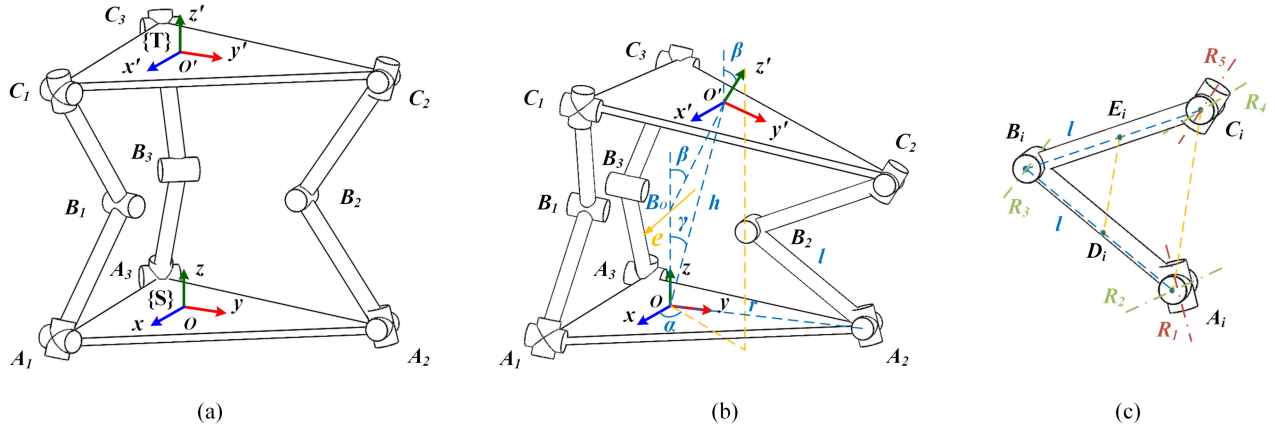 C3
{T}
z'
x'
O'
y'
C1
C2
B3
B1
B2
A3
z
{S}
x
O
y
A1
A2
(a)
C3
β
z'
O'
C1
x'
y'
β
C2
B3
BO
h
B1
e
γ
B2
l
A3
z
O
y
r
x
α
A1
A2
(b)
R5
Ei
R4
Bi
l
Ci
R3
l
Di
R2
Ai
R1
(c)